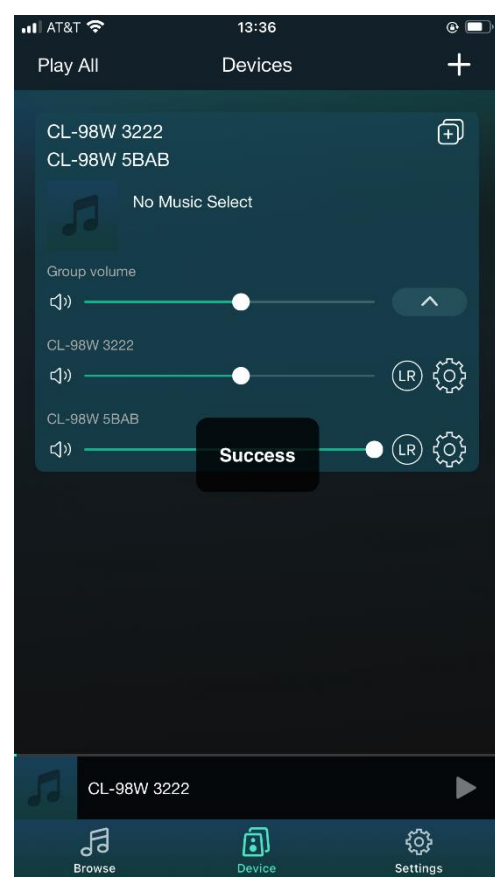 AT&T 13:36
Play All Devices
CL-98W 3222
CL-98W 5BAB
No Music Select
Group volume
CL-98W 3222
LR
CL-98W 5BAB
LR
Success
CL-98W 3222
Browse Device Settings